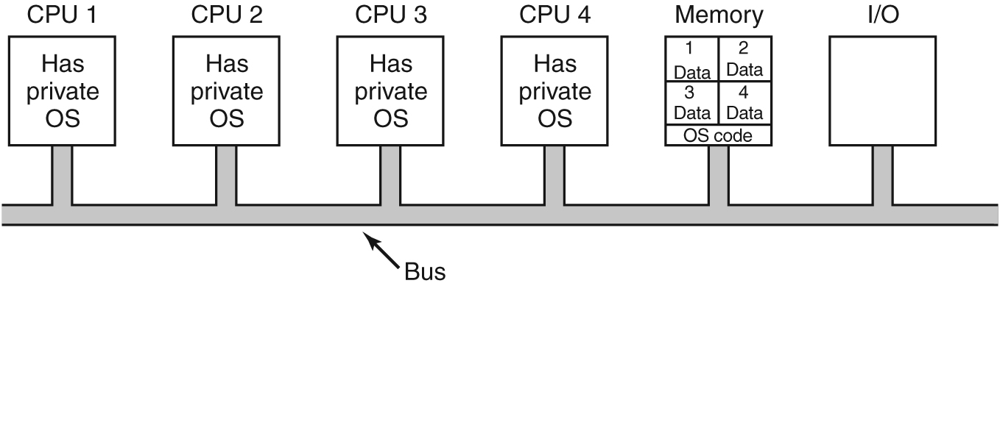 CPU 1
CPU 2
CPU 3
CPU 4
Memory
I/O
Has
private
OS
Has
private
OS
Has
private
OS
Has
private
OS
1
Data
2
Data
3
Data
4
Data
OS code
Bus